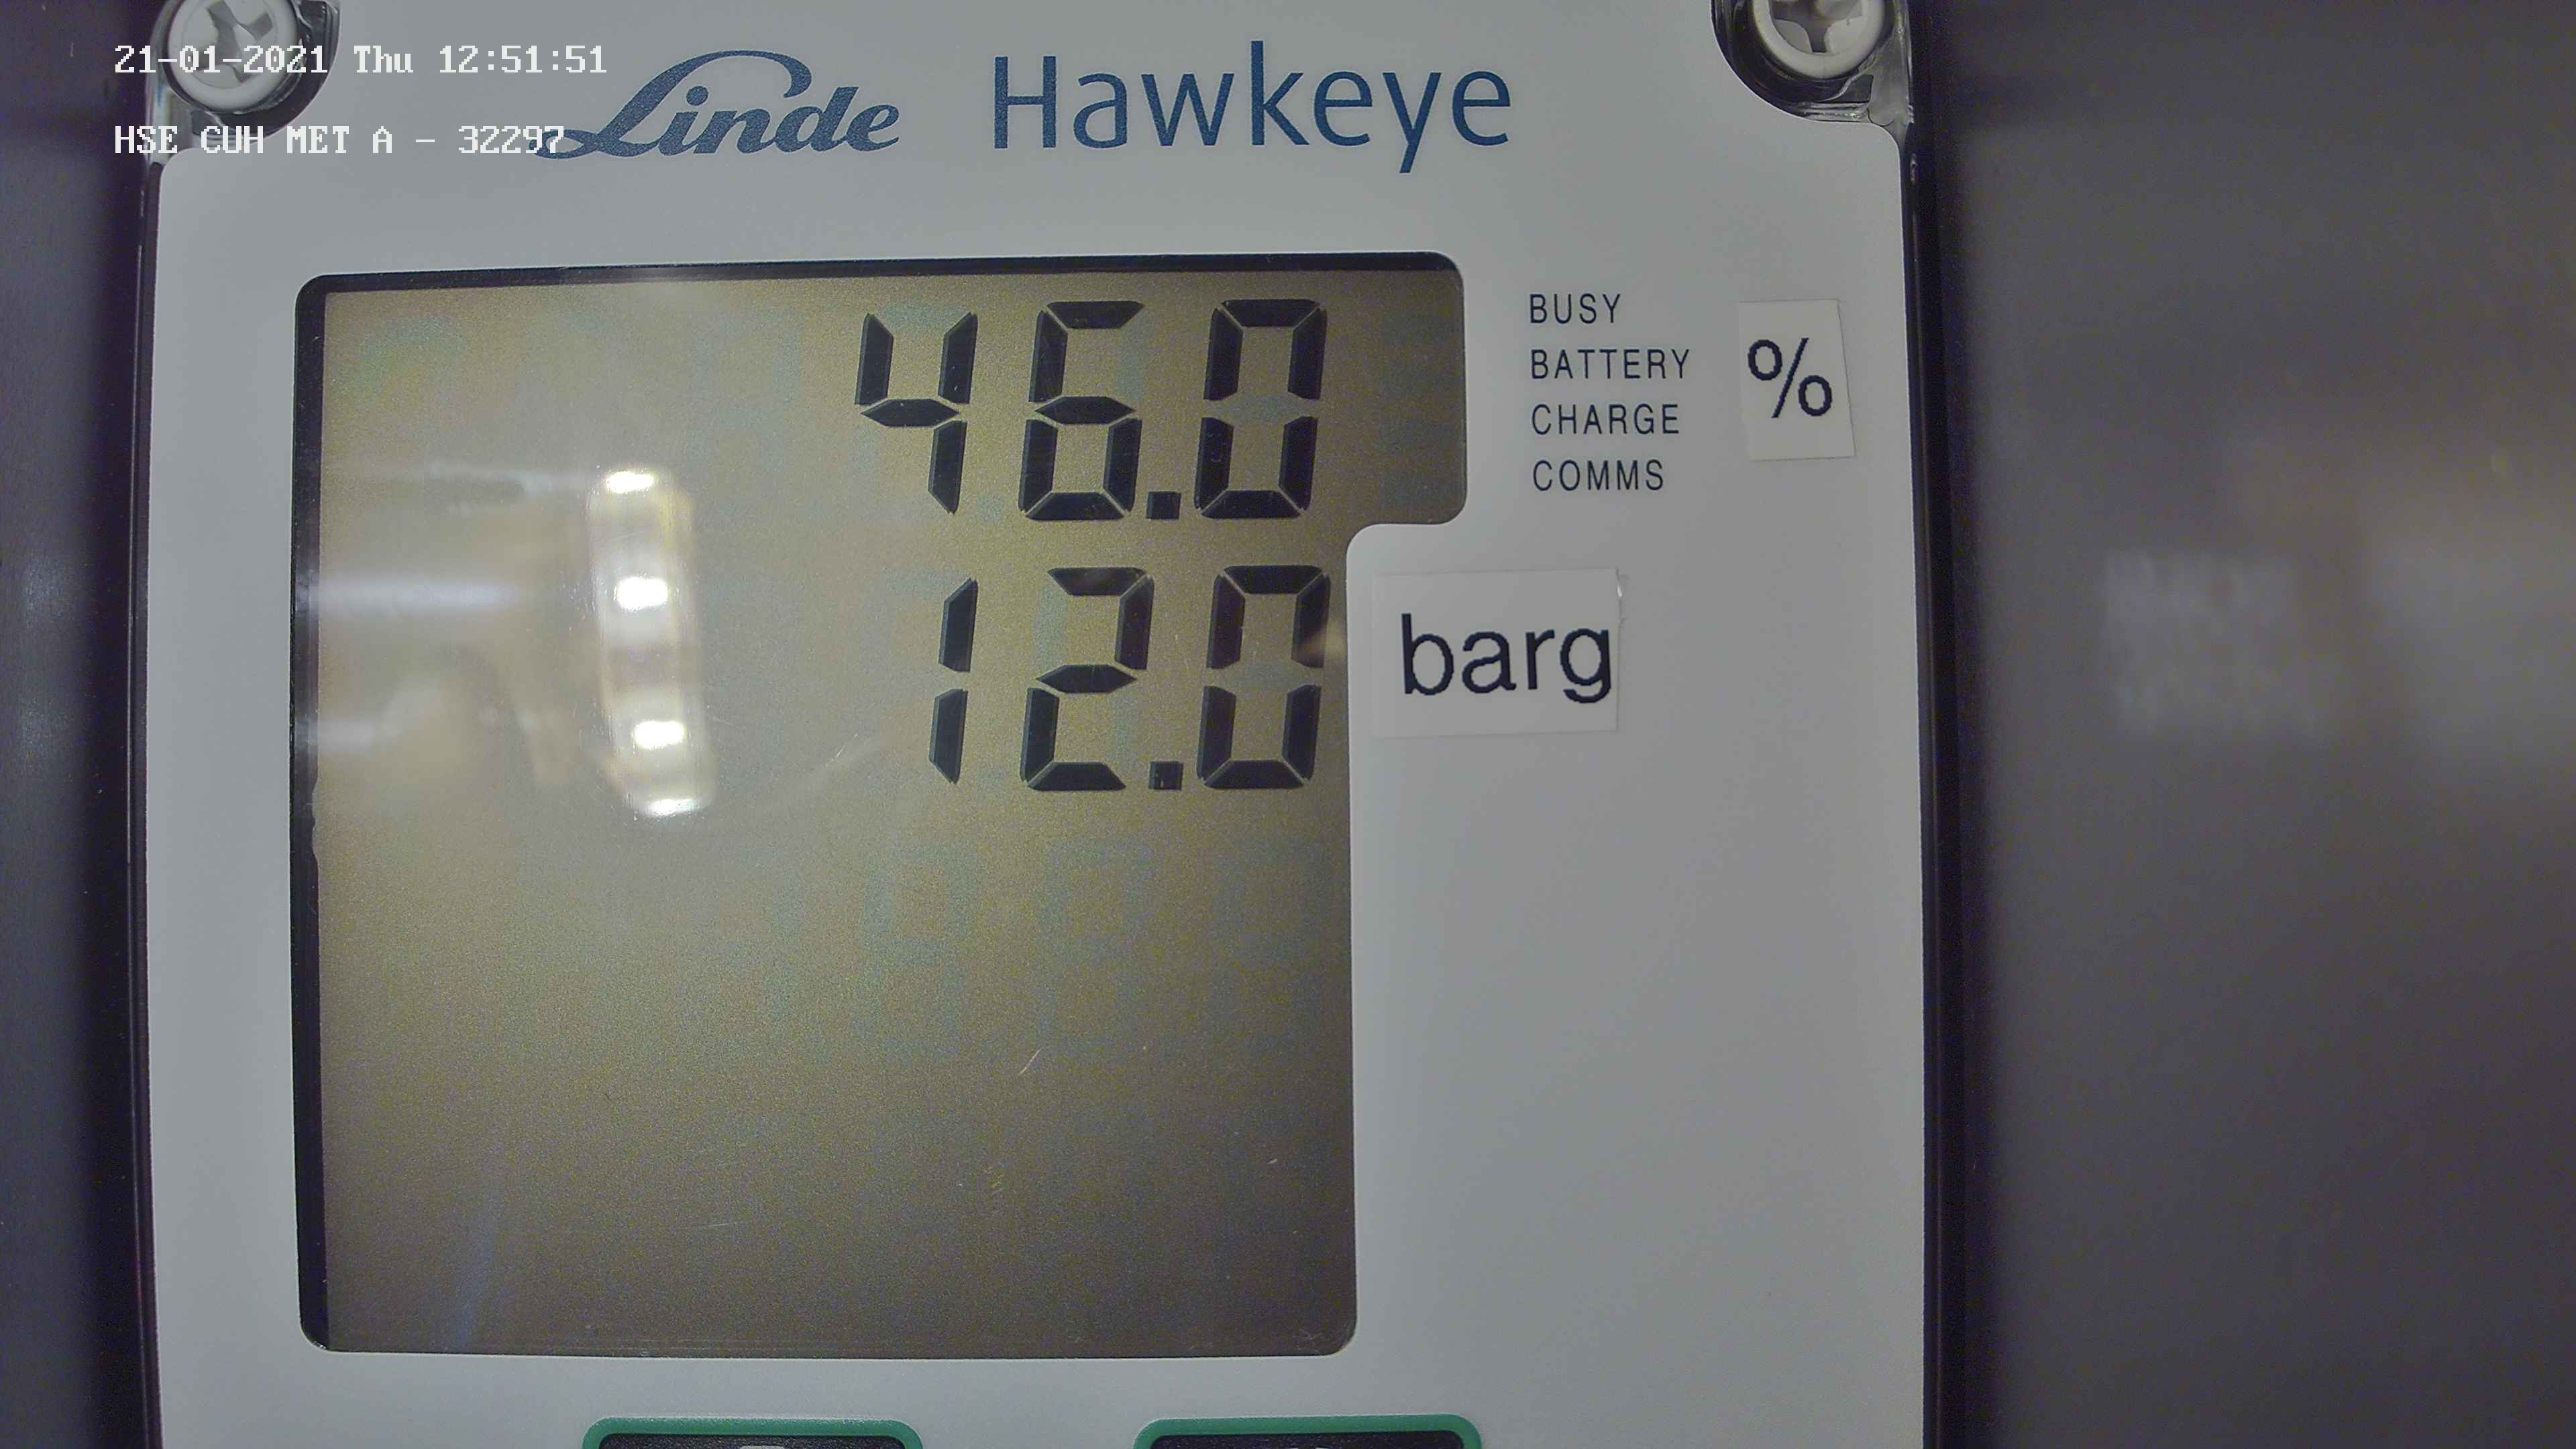 21-01-2021 Thu 12:51:51
HSE CUH MET A - 32297
Linde Hawkeye
46.0
BUSY
BATTERY
CHARGE
COMMS
%
12.0 barg